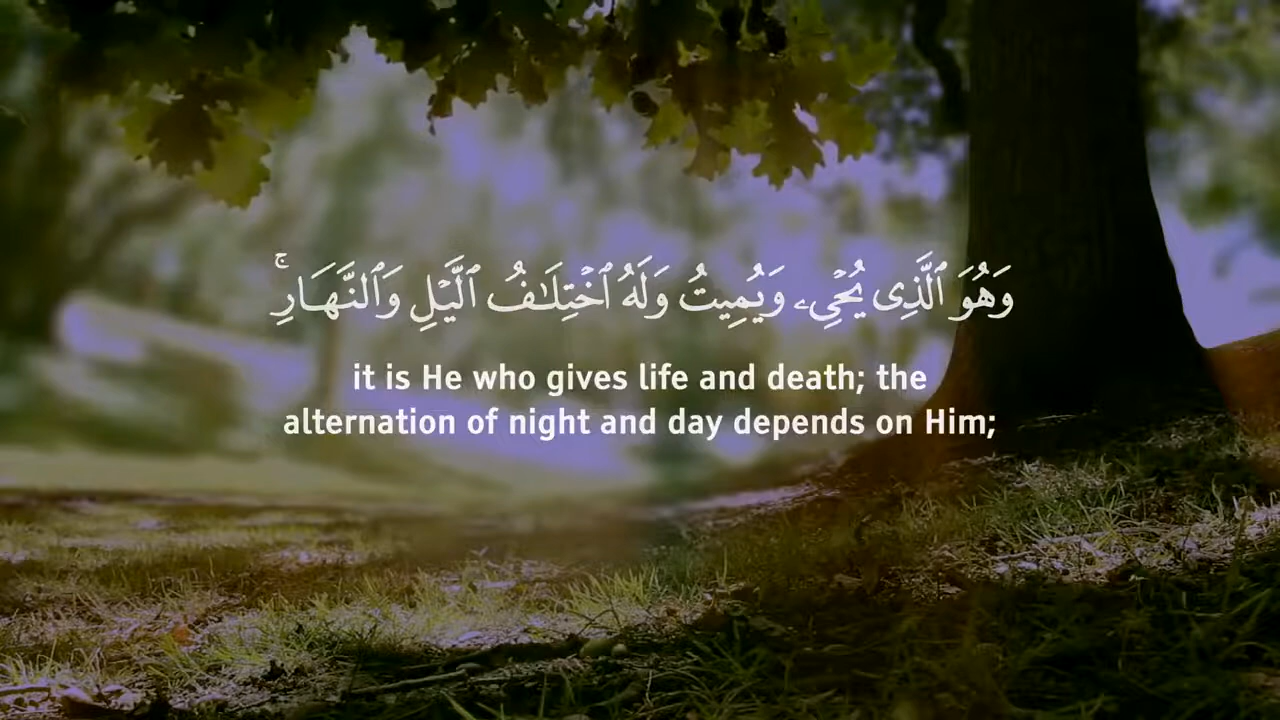 وَهُوَ ٱلَّذِى يُحْىِۦ وَيُمِيتُ وَلَهُ ٱخْتِلَـٰفُ ٱلَّيْلِ وَٱلنَّهَارِ ۚ
it is He who gives life and death; the
alternation of night and day depends on Him;